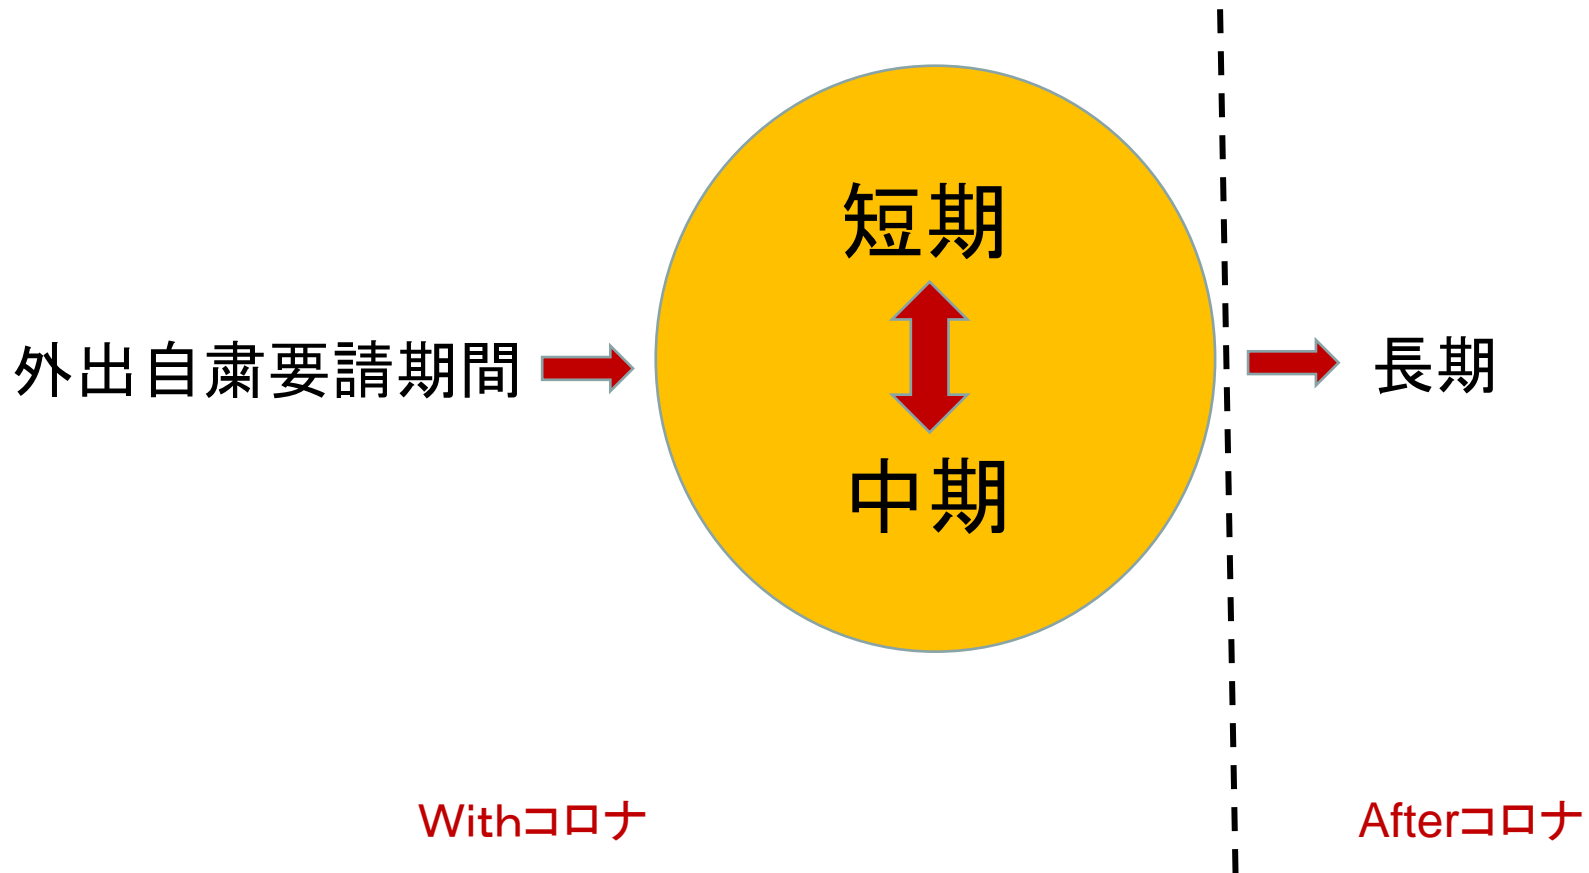 短期
外出自粛要請期間
長期
中期
Withコロナ
Afterコロナ